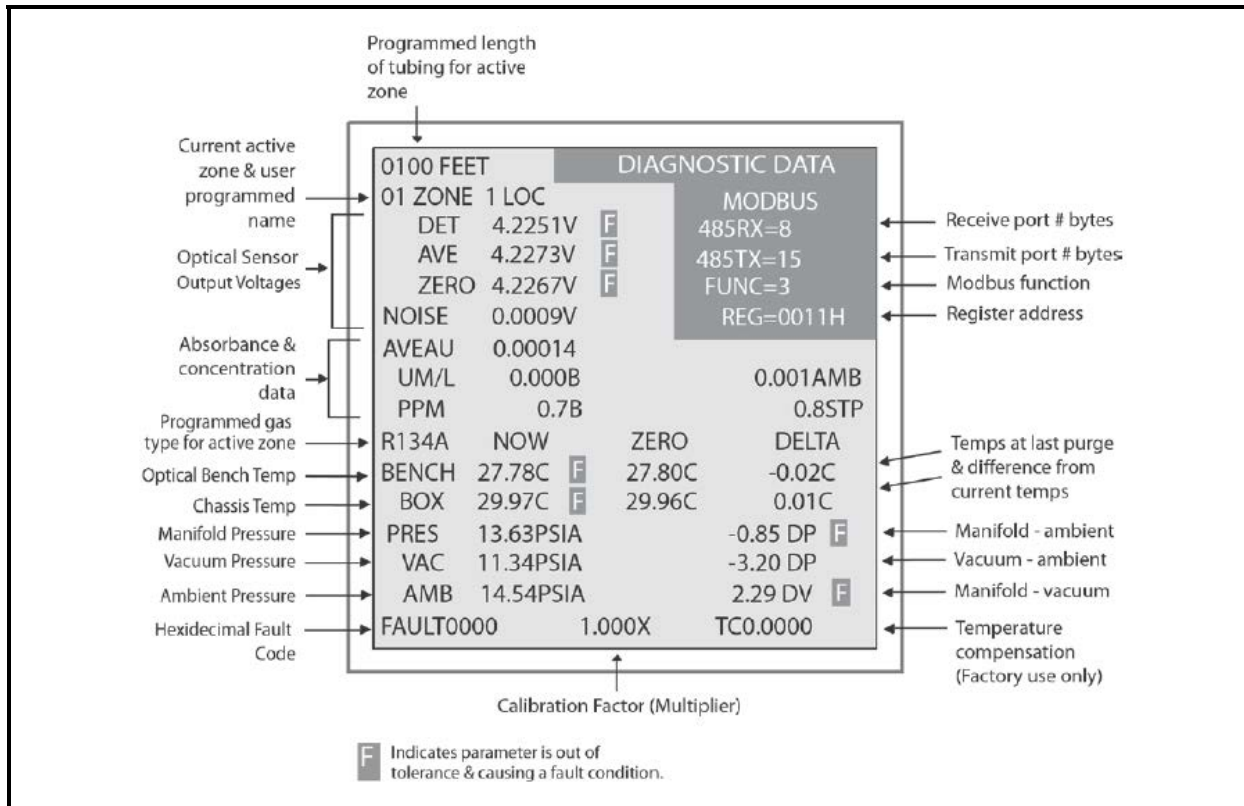 Programmed length
of tubing for active
zone
Current active
zone & user
programmed
name
Optical Sensor
Output Voltages
Absorbance &
concentration
data
Programmed gas
type for active zone
Optical Bench Temp
Chassis Temp
Manifold Pressure
Vacuum Pressure
Ambient Pressure
Hexidecimal Fault
Code
0100 FEET DIAGNOSTIC DATA
01 ZONE 1 LOC MODBUS
DET 4.2251V F 485RX=8
AVE 4.2273V F 485TX=15
ZERO 4.2267V F FUNC=3
NOISE 0.0009V REG=0011H
AVEAU 0.00014
UM/L 0.000B 0.001AMB
PPM 0.7B 0.8STP
R134A NOW ZERO DELTA
BENCH 27.78C F 27.80C -0.02C
BOX 29.97C F 29.96C 0.01C
PRES 13.63PSIA -0.85 DP F
VAC 11.34PSIA -3.20 DP
AMB 14.54PSIA 2.29 DV F
FAULT0000 1.000X TC0.0000
Receive port # bytes
Transmit port # bytes
Modbus function
Register address
Temps at last purge
& difference from
current temps
Manifold - ambient
Vacuum - ambient
Manifold - vacuum
Temperature
compensation
(Factory use only)
Calibration Factor (Multiplier)
F Indicates parameter is out of
tolerance & causing a fault condition.